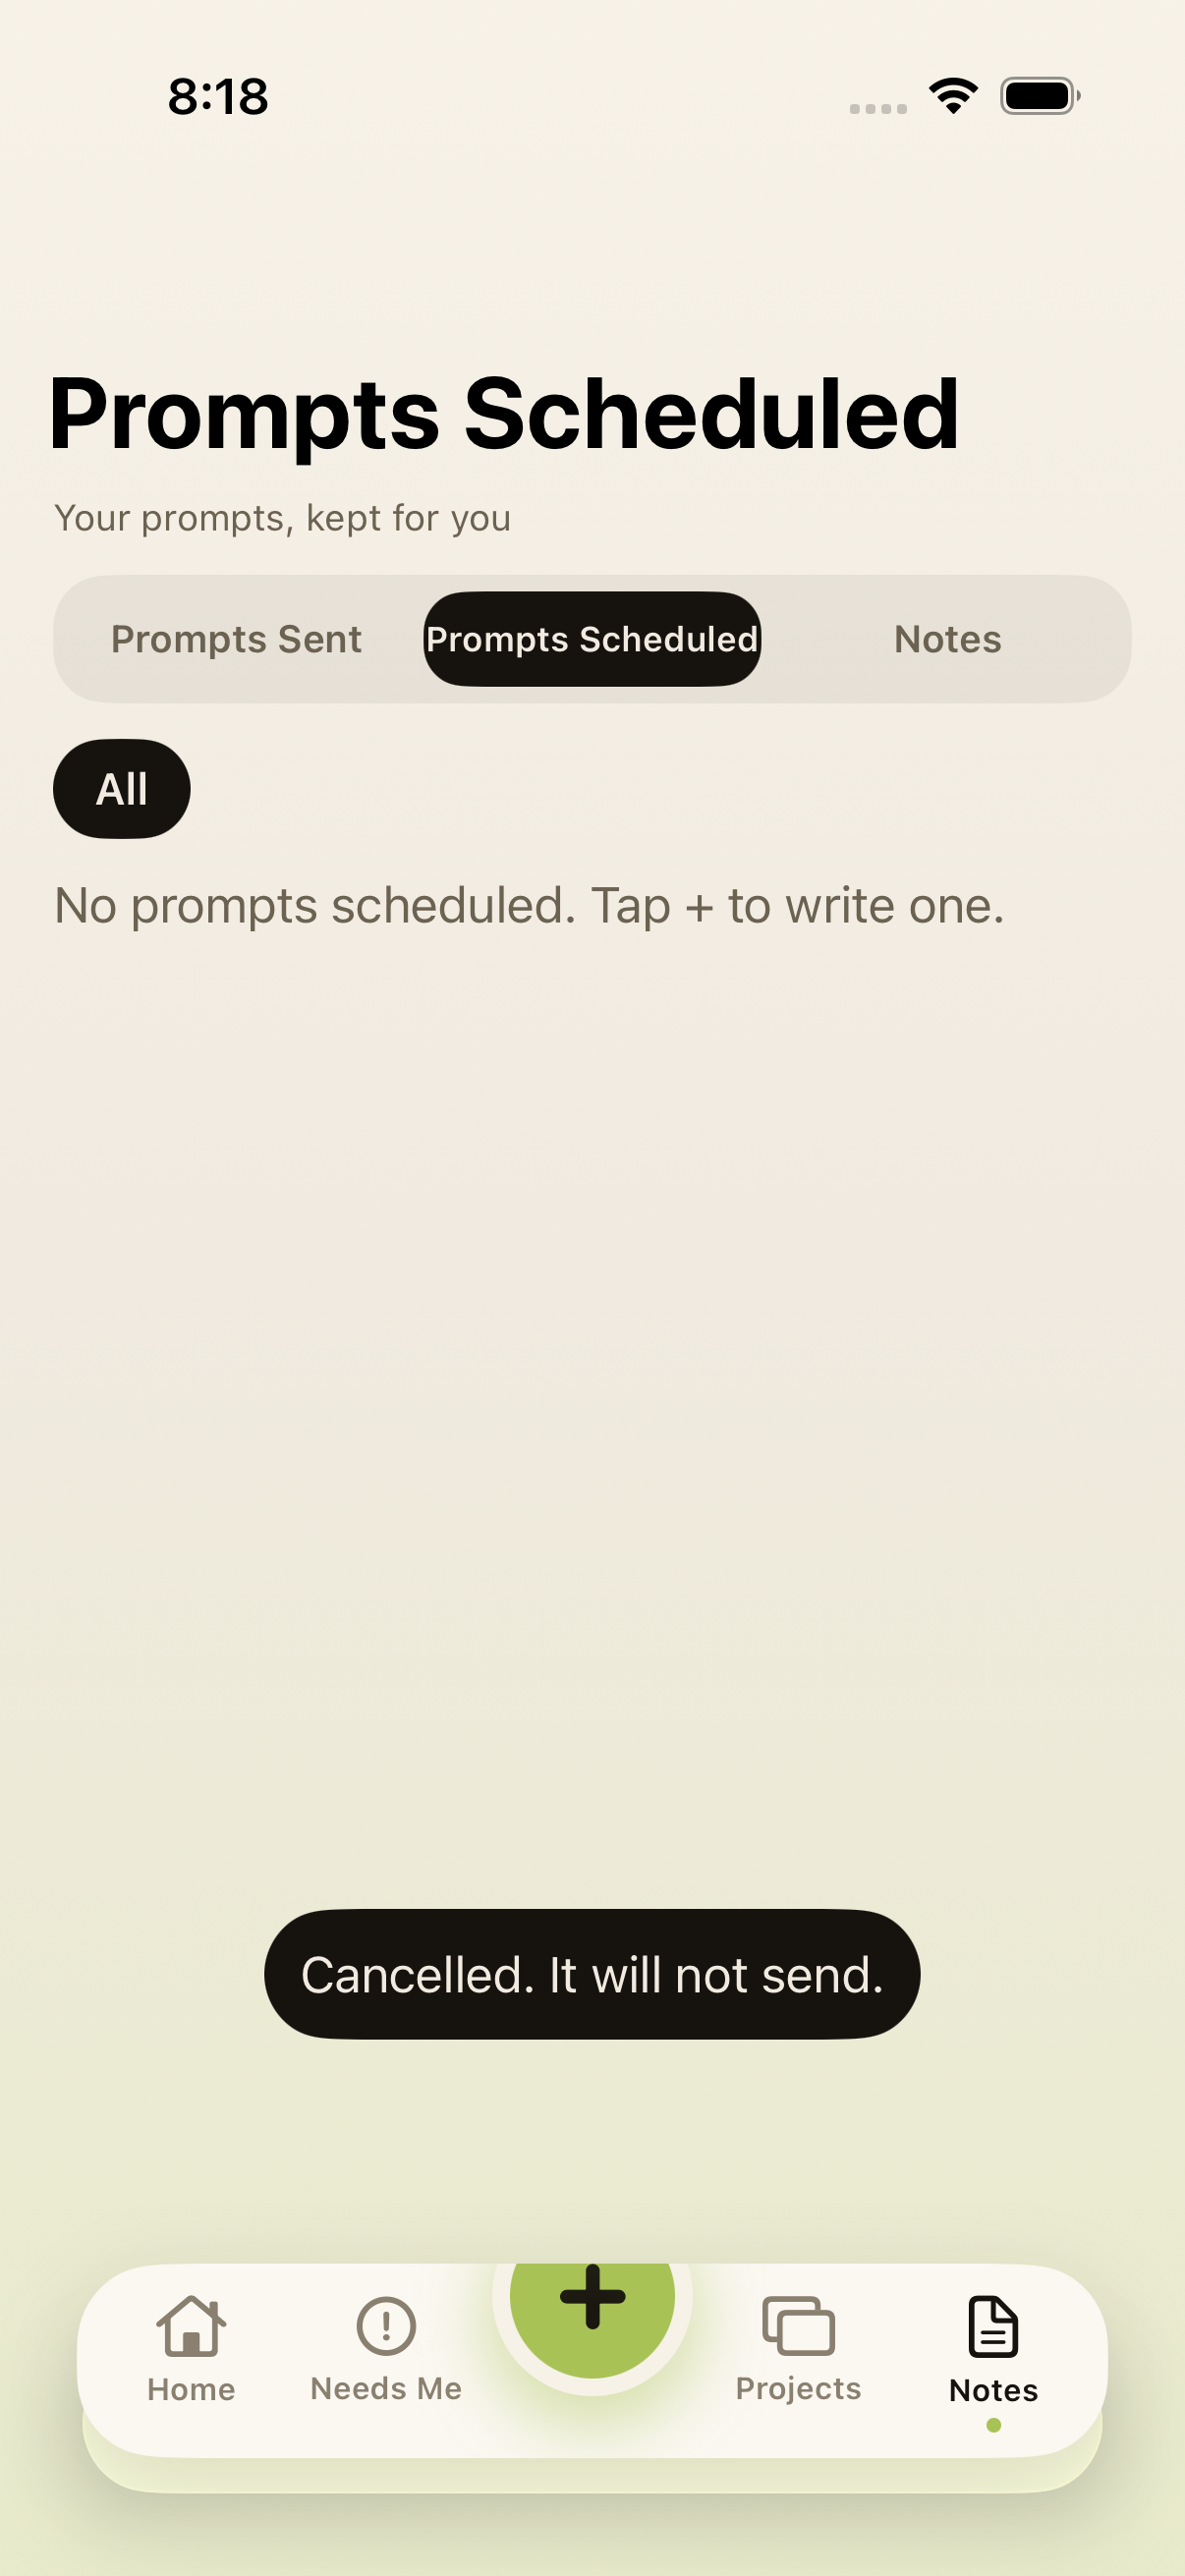 8:18
Prompts Scheduled
Your prompts, kept for you
Prompts Sent
Prompts Scheduled
Notes
All
No prompts scheduled. Tap + to write one.
Cancelled. It will not send.
Home
Needs Me
Projects
Notes